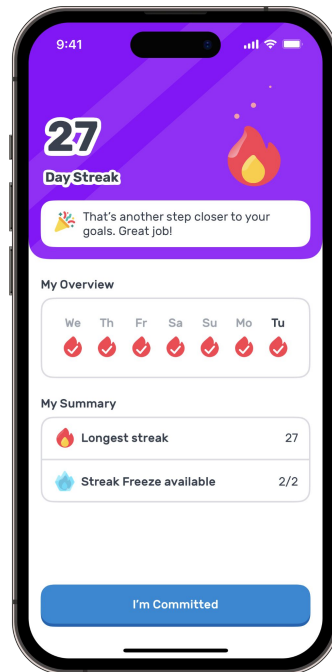 9:41
27
Day Streak
That's another step closer to your
goals. Great job!
My Overview
We Th Fr Sa Su Mo Tu
My Summary
Longest streak 27
Streak Freeze available 2/2
I'm Committed